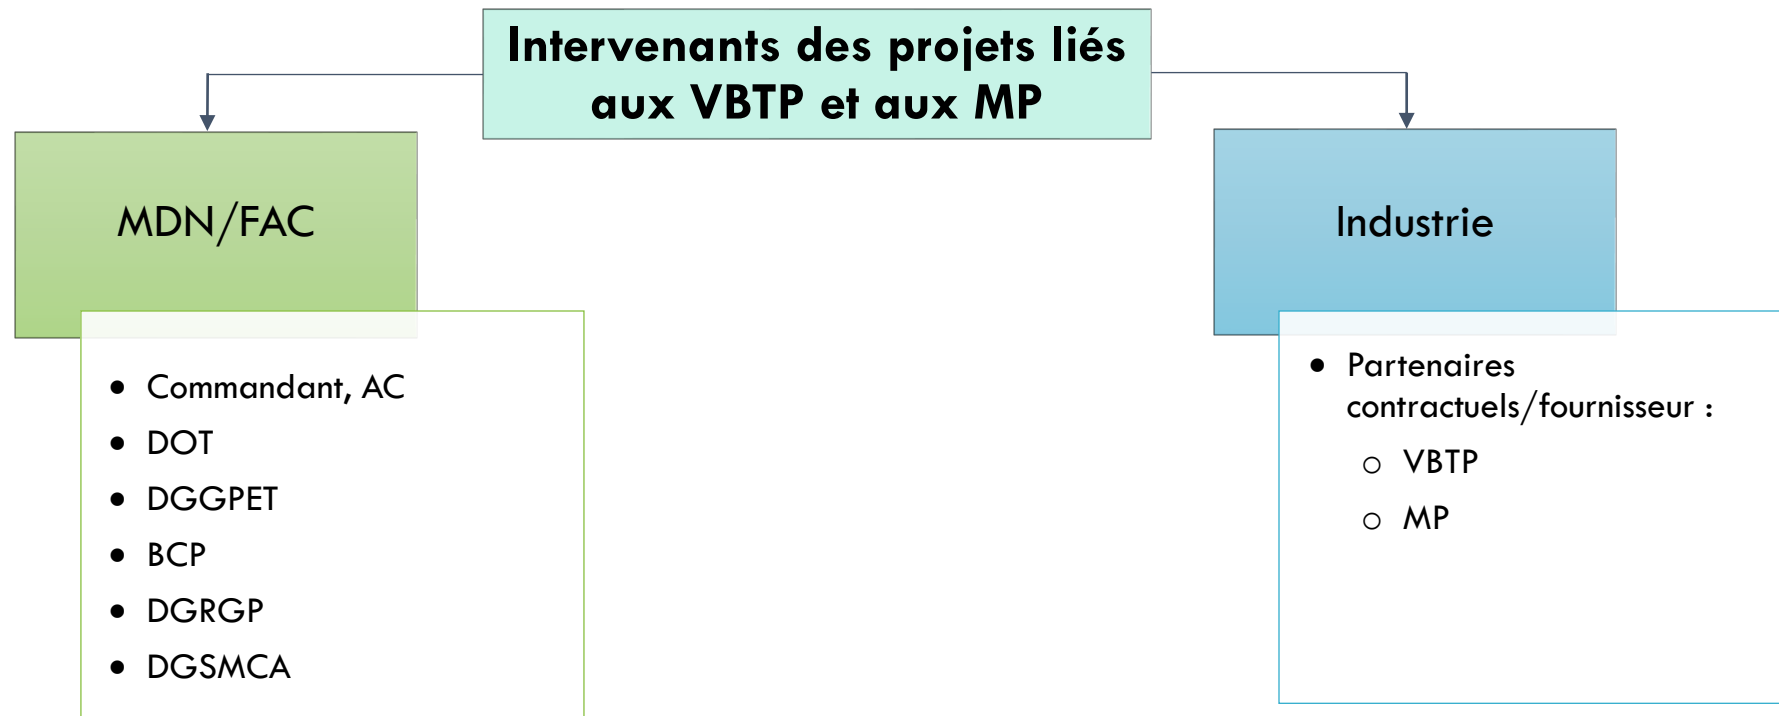 Intervenants des projets liés
aux VBTP et aux MP
MDN/FAC
• Commandant, AC
• DOT
• DGGPET
• BCP
• DGRGP
• DGSMCA
Industrie
• Partenaires
contractuels/fournisseur :
o VBTP
o MP